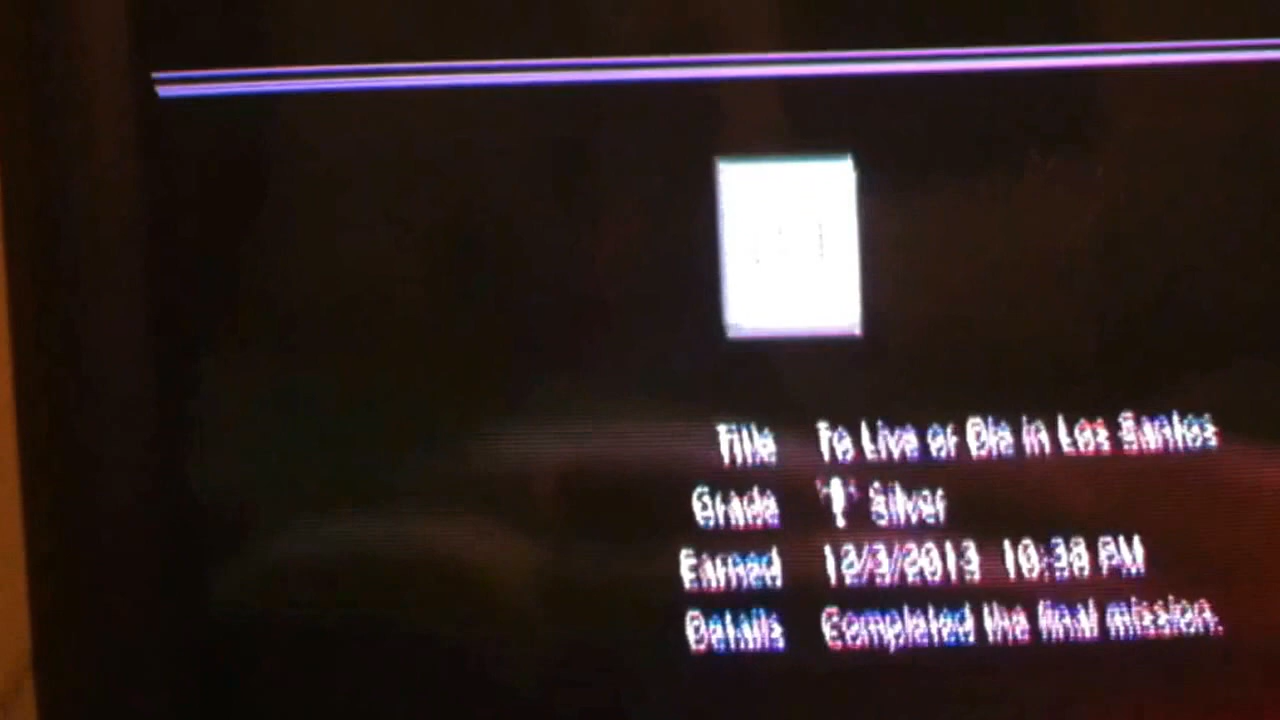 Title To Live or Die in Los Santos
Grade Silver
Earned 12/3/2013 10:38 PM
Details Completed the final mission.